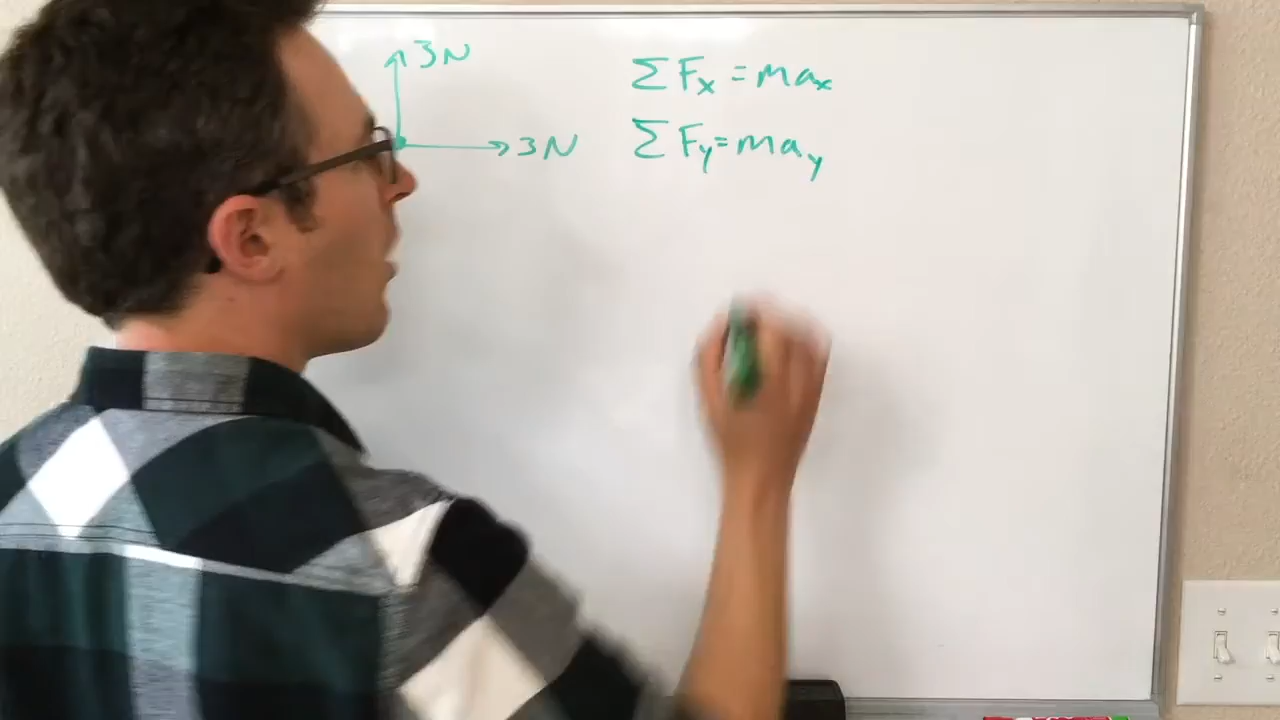 3N
3N
ΣFx = max
ΣFy = may